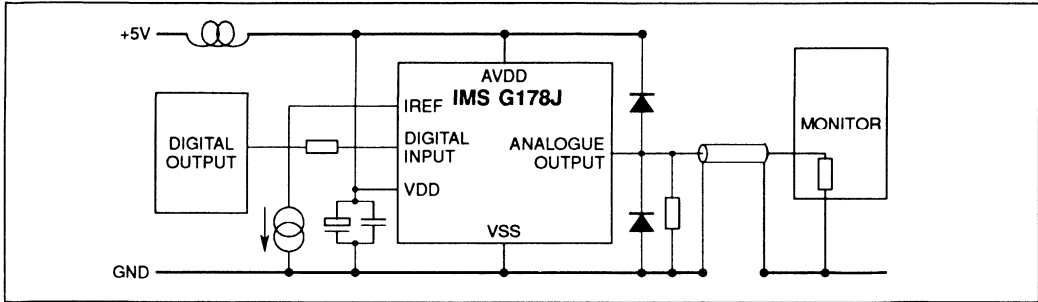 +5V
AVDD
IMS G178J
IREF
DIGITAL
OUTPUT
DIGITAL
INPUT
ANALOGUE
OUTPUT
MONITOR
VDD
VSS
GND